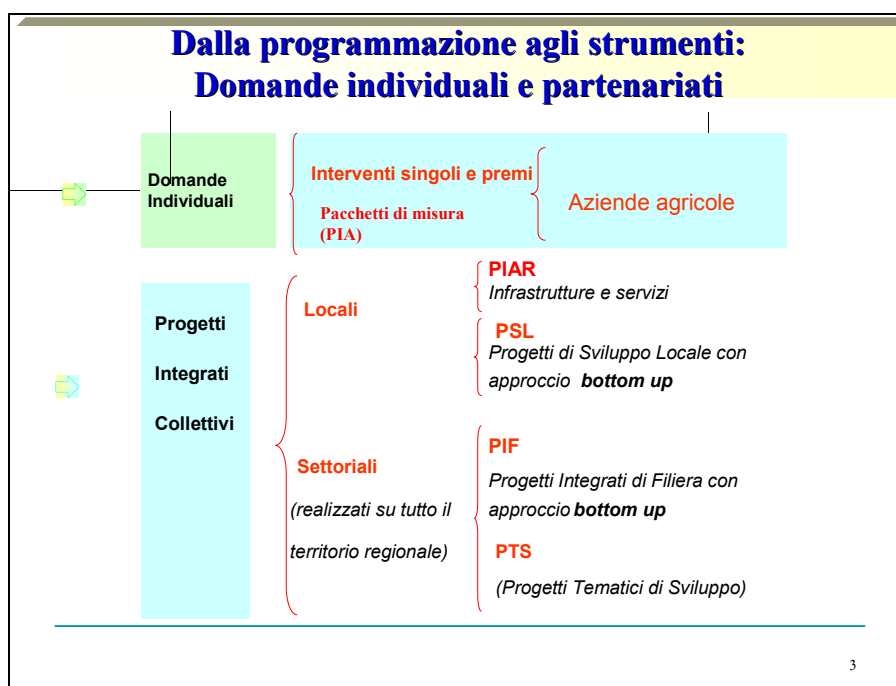 Dalla programmazione agli strumenti:
Domande individuali e partenariati
Domande
Individuali
Interventi singoli e premi
Pacchetti di misura
(PIA)
Aziende agricole
Progetti
Integrati
Collettivi
Locali
PIAR
Infrastrutture e servizi
PSL
Progetti di Sviluppo Locale con
approccio bottom up
Settoriali
(realizzati su tutto il
territorio regionale)
PIF
Progetti Integrati di Filiera con
approccio bottom up
PTS
(Progetti Tematici di Sviluppo)
3